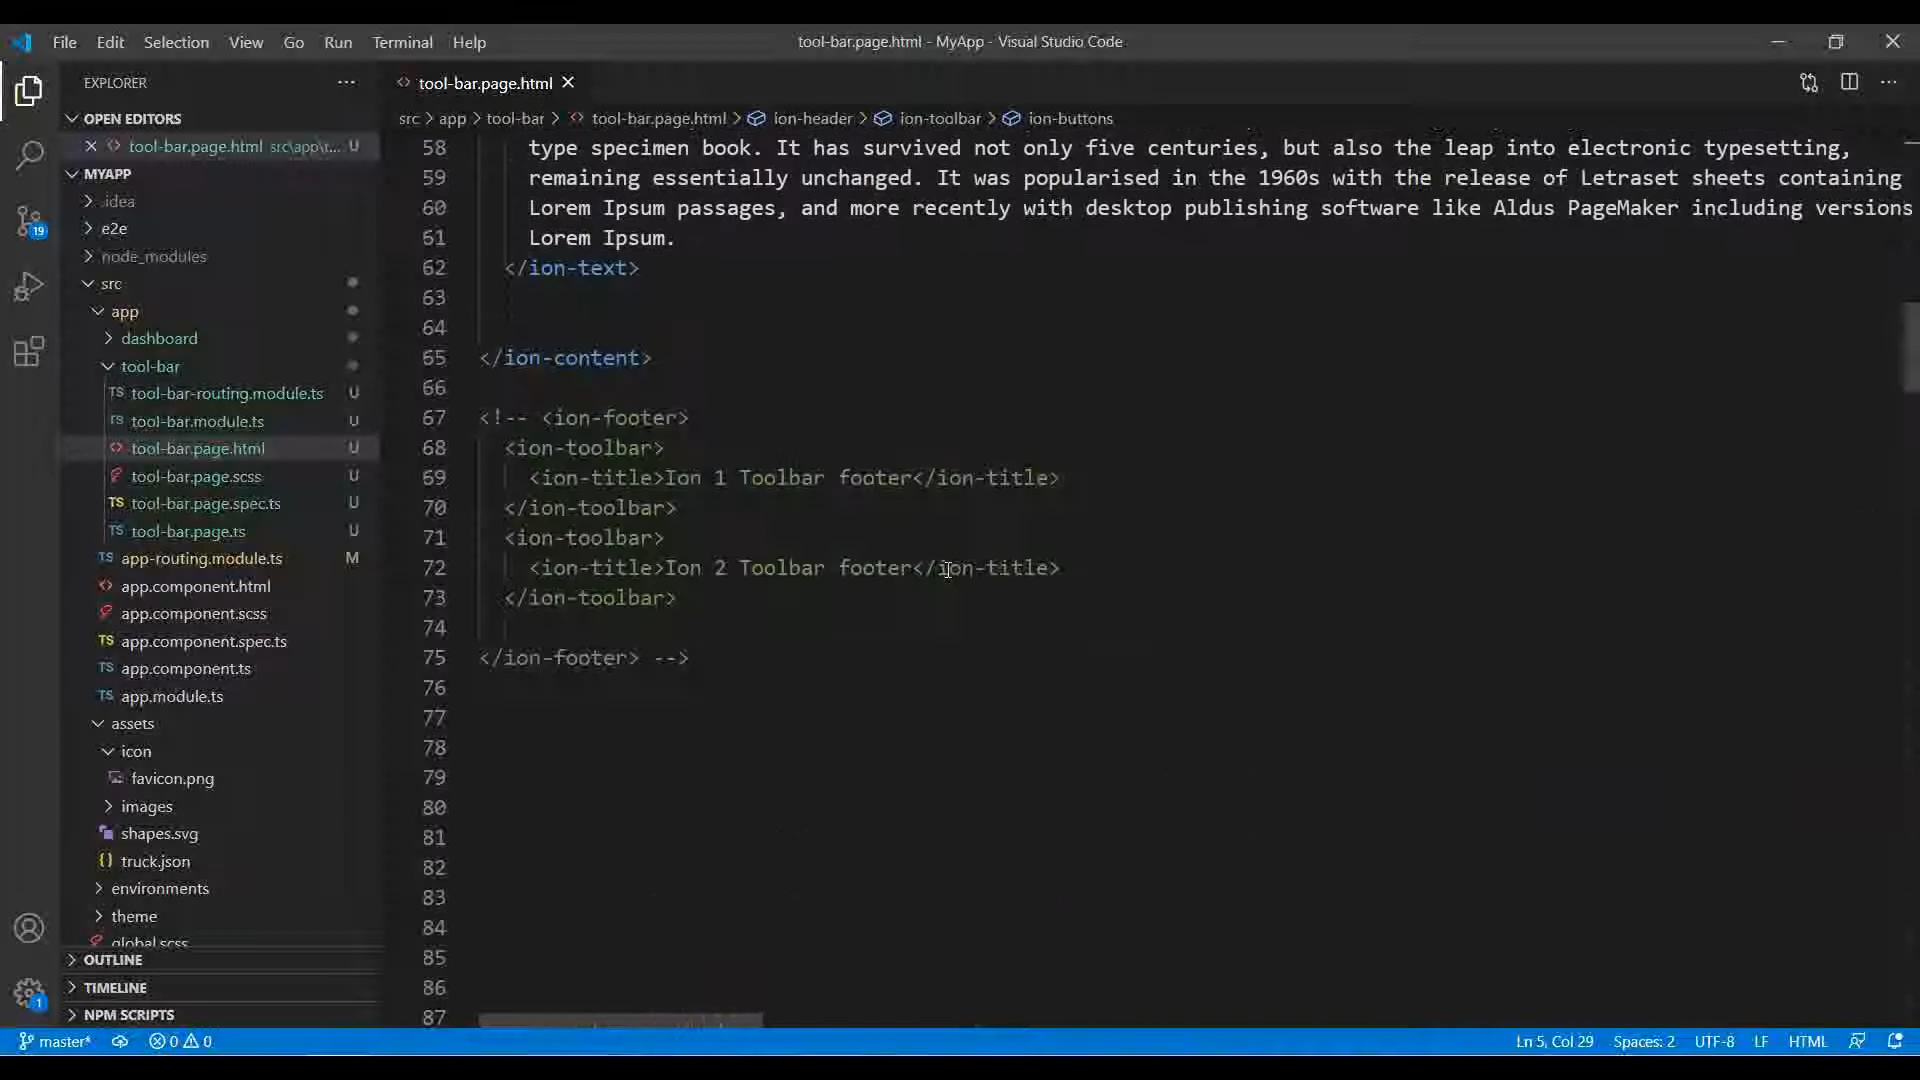 File Edit Selection View Go Run Terminal Help
tool-bar.page.html - MyApp - Visual Studio Code
EXPLORER
tool-bar.page.html
OPEN EDITORS
tool-bar.page.html src\app\t... U
MYAPP
.idea
e2e
node_modules
src
app
dashboard
tool-bar
tool-bar-routing.module.ts U
tool-bar.module.ts U
tool-bar.page.html U
tool-bar.page.scss U
tool-bar.page.spec.ts U
tool-bar.page.ts U
app-routing.module.ts M
app.component.html
app.component.scss
app.component.spec.ts
app.component.ts
app.module.ts
assets
icon
favicon.png
images
shapes.svg
truck.json
environments
theme
global.scss
OUTLINE
TIMELINE
NPM SCRIPTS
19
1
src > app > tool-bar > tool-bar.page.html > ion-header > ion-toolbar > ion-buttons
58 type specimen book. It has survived not only five centuries, but also the leap into electronic typesetting,
59 remaining essentially unchanged. It was popularised in the 1960s with the release of Letraset sheets containing
60 Lorem Ipsum passages, and more recently with desktop publishing software like Aldus PageMaker including versions
61 Lorem Ipsum.
62 </ion-text>
63
64
65 </ion-content>
66
67 <!-- <ion-footer>
68 <ion-toolbar>
69 <ion-title>Ion 1 Toolbar footer</ion-title>
70 </ion-toolbar>
71 <ion-toolbar>
72 <ion-title>Ion 2 Toolbar footer</ion-title>
73 </ion-toolbar>
74
75 </ion-footer> -->
76
77
78
79
80
81
82
83
84
85
86
87
master* 0 0 Ln 5, Col 29 Spaces: 2 UTF-8 LF HTML